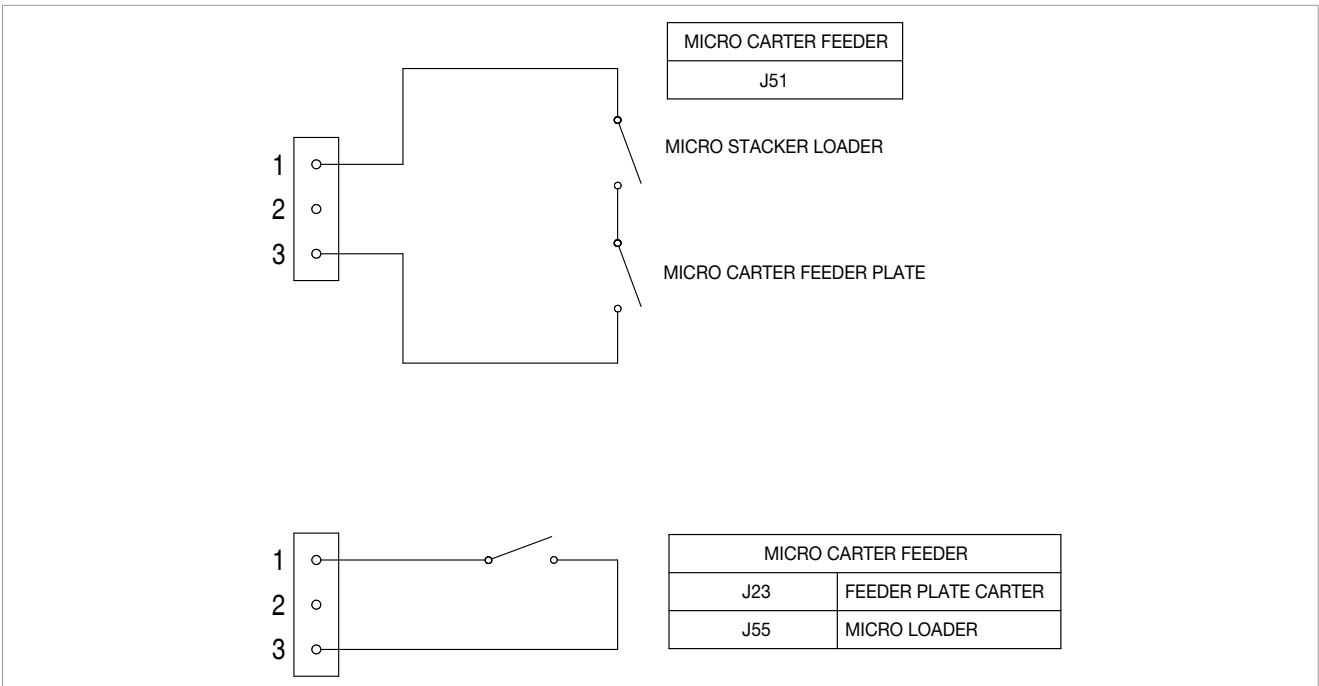 MICRO CARTER FEEDER
J51
MICRO STACKER LOADER
1
2
3
MICRO CARTER FEEDER PLATE
1
2
3
MICRO CARTER FEEDER
J23 FEEDER PLATE CARTER
J55 MICRO LOADER